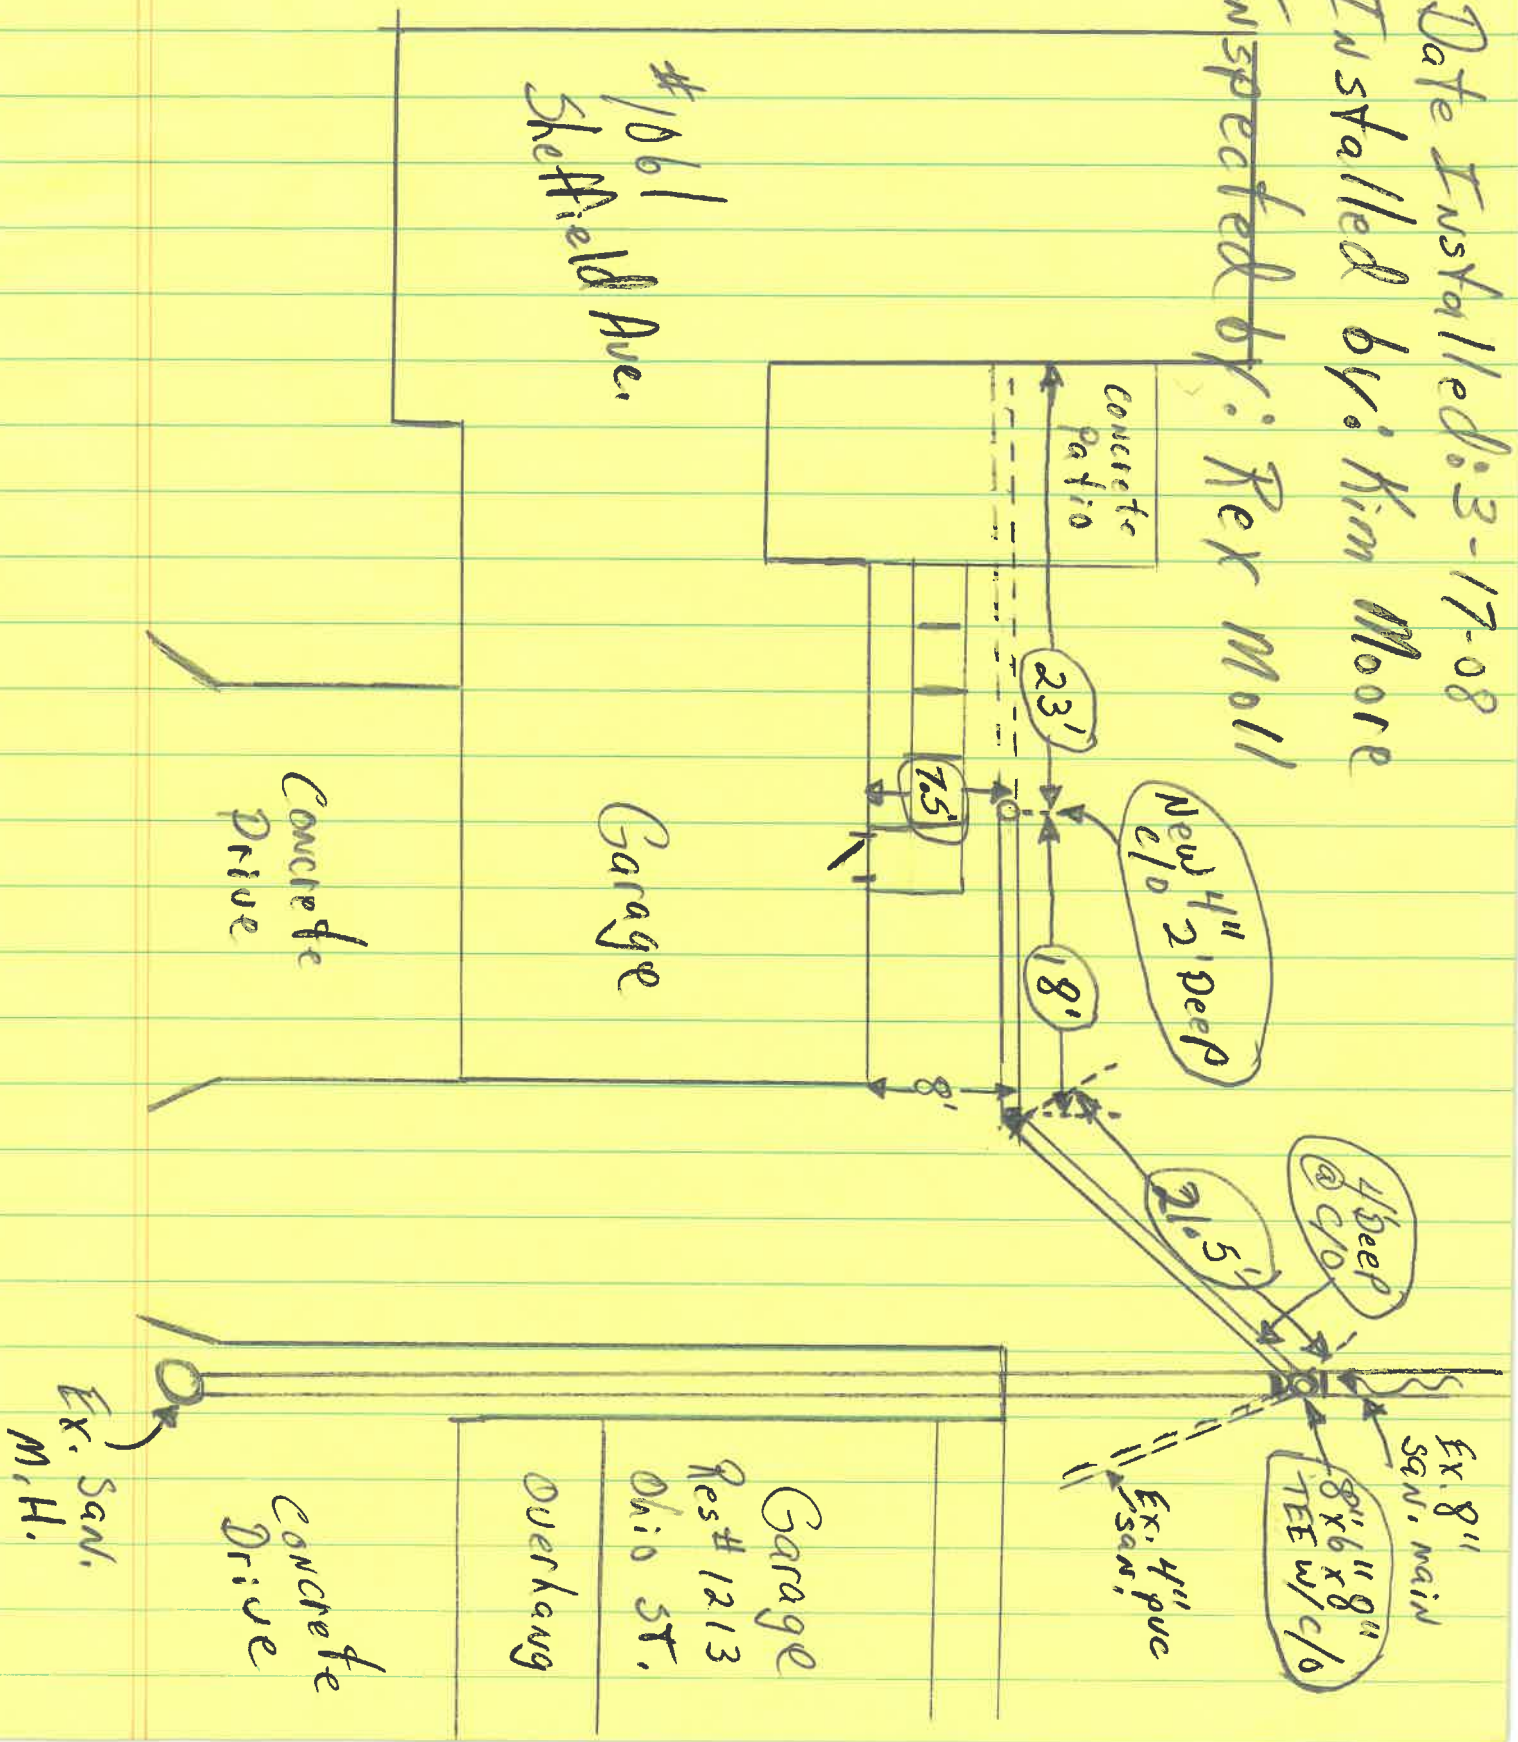 Date Installed: 3-17-08
Installed by: Kim Moore
Inspected by: Rex Moll
#1061
Sheffield Ave.
concrete
patio
23'
7.5'
New 4"
c/o 2' Deep
18'
8'
21.5'
4' Deep
@ C/O
Ex. 8"
san. main
8"x6"x8"
TEE w/ c/o
Ex. 4" pvc
san.
Garage
Concrete
Drive
Garage
Res# 1213
Ohio ST.
overhang
Concrete
Drive
Ex. San.
M.H.